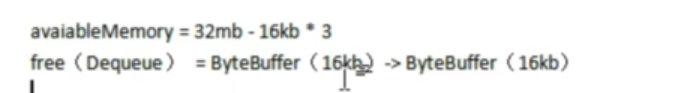 avaiableMemory = 32mb - 16kb * 3
free（Dequeue） = ByteBuffer（16kb） -> ByteBuffer（16kb）